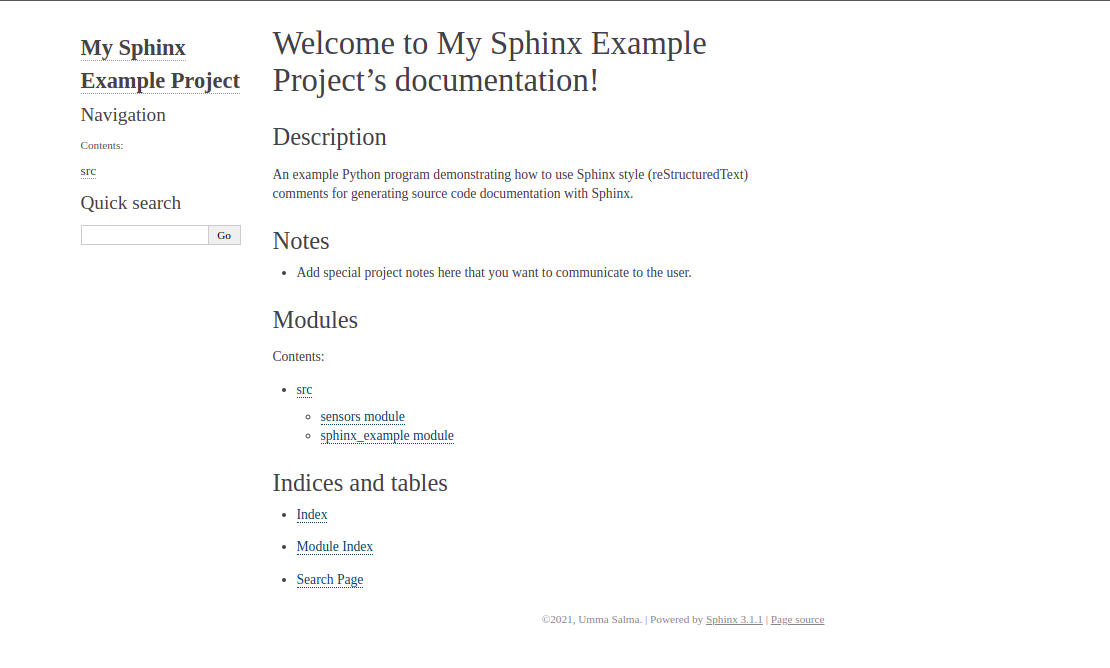 My Sphinx
Example Project
Navigation
Contents:
src
Quick search
Go
Welcome to My Sphinx Example
Project’s documentation!
Description
An example Python program demonstrating how to use Sphinx style (reStructuredText)
comments for generating source code documentation with Sphinx.
Notes
• Add special project notes here that you want to communicate to the user.
Modules
Contents:
• src
◦ sensors module
◦ sphinx_example module
Indices and tables
• Index
• Module Index
• Search Page
©2021, Umma Salma. | Powered by Sphinx 3.1.1 | Page source